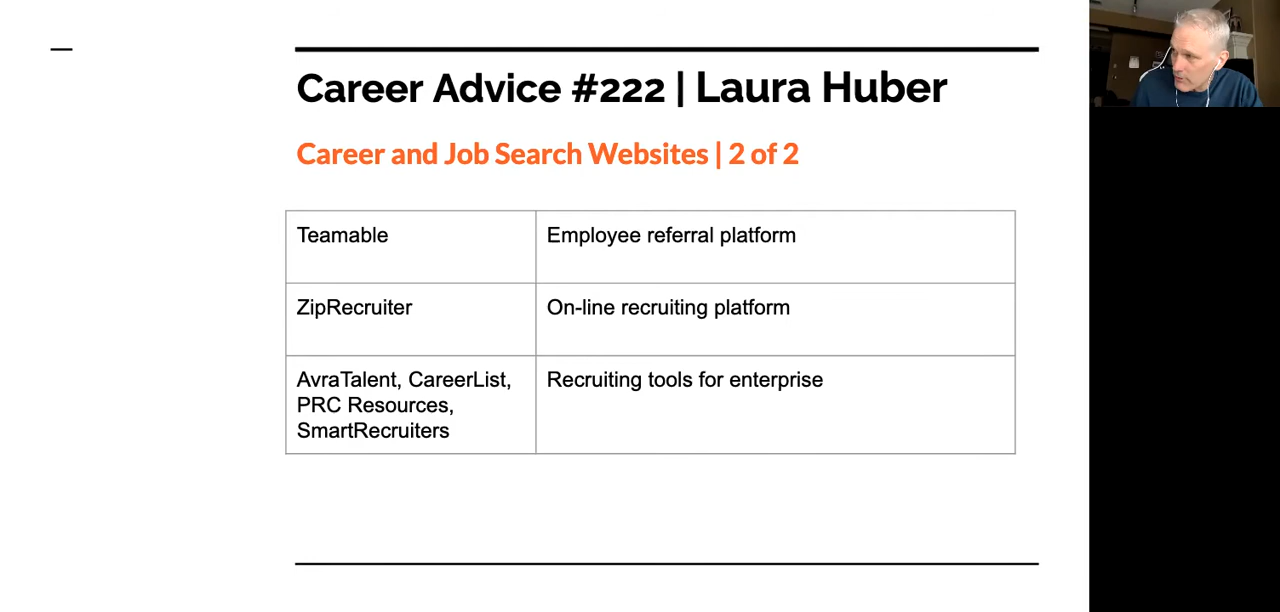 Career Advice #222 | Laura Huber
Career and Job Search Websites | 2 of 2
Teamable
Employee referral platform
ZipRecruiter
On-line recruiting platform
AvraTalent, CareerList,
PRC Resources,
SmartRecruiters
Recruiting tools for enterprise